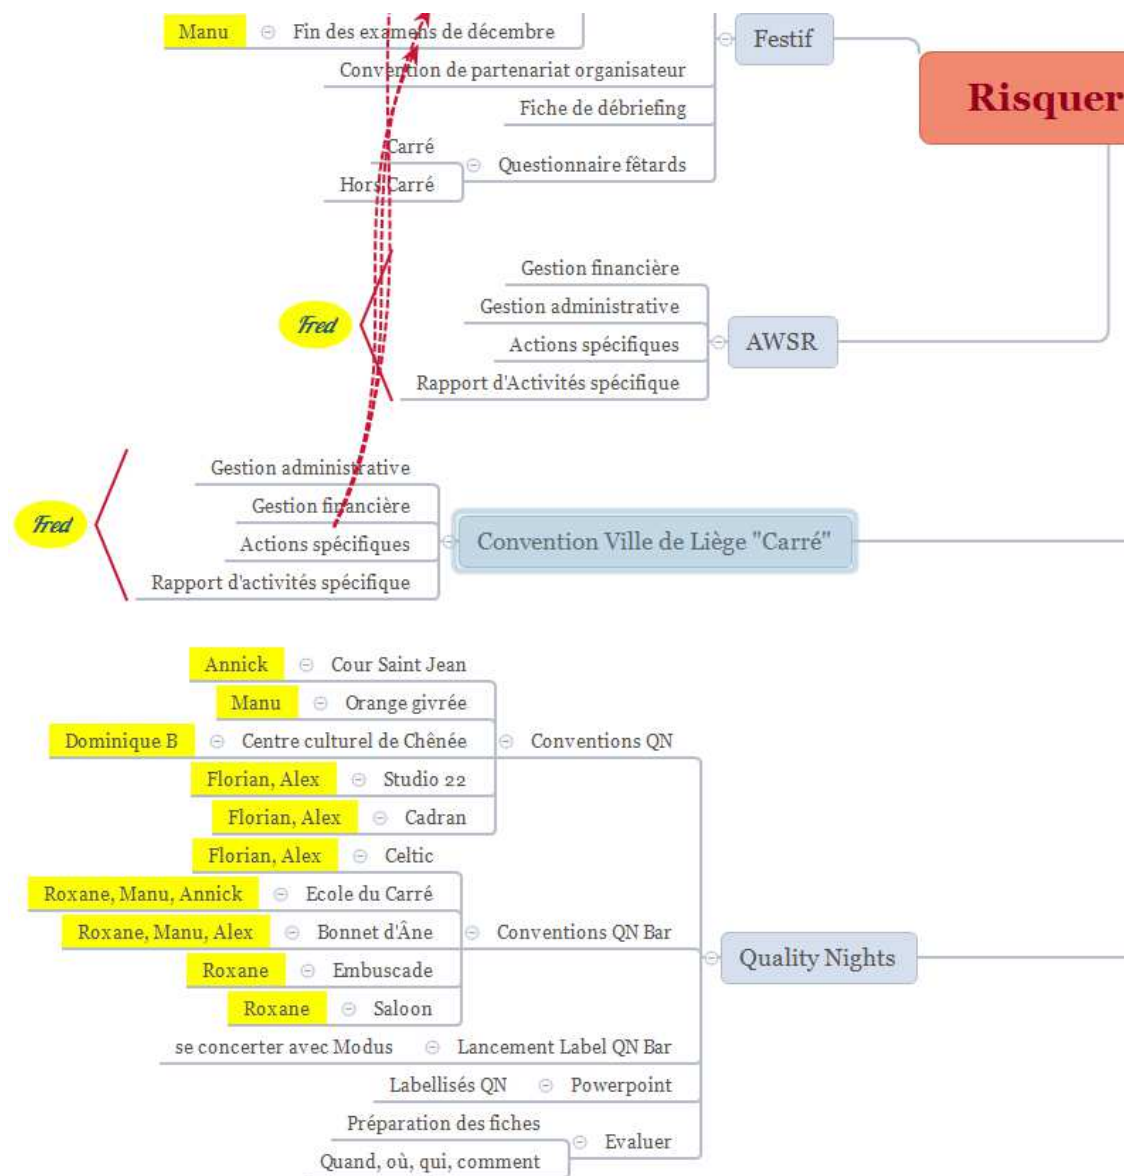 Manu Fin des examens de décembre
Festif
Convention de partenariat organisateur
Risquer
Fiche de débriefing
Carré
Questionnaire fêtards
Hors Carré
Gestion financière
Gestion administrative
Fred
AWSR
Actions spécifiques
Rapport d'Activités spécifique
Gestion administrative
Gestion financière
Fred
Convention Ville de Liège "Carré"
Actions spécifiques
Rapport d'activités spécifique
Annick Cour Saint Jean
Manu Orange givrée
Dominique B Centre culturel de Chênée Conventions QN
Florian, Alex Studio 22
Florian, Alex Cadran
Florian, Alex Celtic
Roxane, Manu, Annick Ecole du Carré
Roxane, Manu, Alex Bonnet d'Âne Conventions QN Bar
Quality Nights
Roxane Embuscade
Roxane Saloon
se concerter avec Modus Lancement Label QN Bar
Labellisés QN Powerpoint
Préparation des fiches
Evaluer
Quand, où, qui, comment